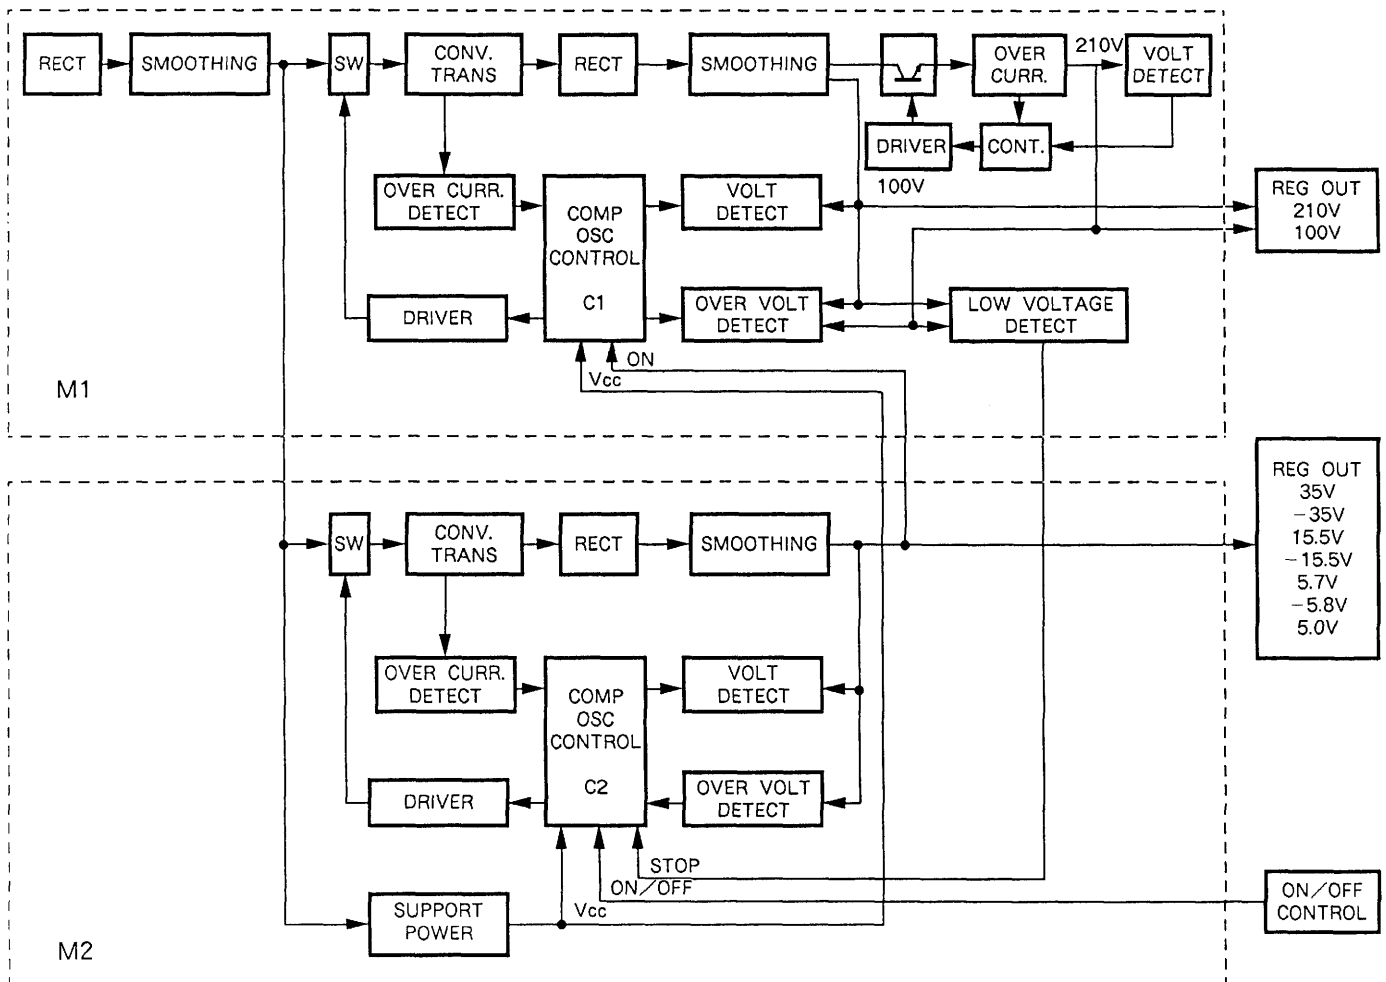 RECT
SMOOTHING
SW
CONV.
TRANS
RECT
SMOOTHING
OVER
CURR.
210V
VOLT
DETECT
DRIVER
CONT.
100V
OVER CURR.
DETECT
COMP
OSC
CONTROL
C1
VOLT
DETECT
REG OUT
210V
100V
DRIVER
OVER VOLT
DETECT
LOW VOLTAGE
DETECT
ON
Vcc
M1
REG OUT
35V
−35V
15.5V
−15.5V
5.7V
−5.8V
5.0V
SW
CONV.
TRANS
RECT
SMOOTHING
OVER CURR.
DETECT
COMP
OSC
CONTROL
C2
VOLT
DETECT
DRIVER
OVER VOLT
DETECT
STOP
ON/OFF
Vcc
SUPPORT
POWER
ON/OFF
CONTROL
M2